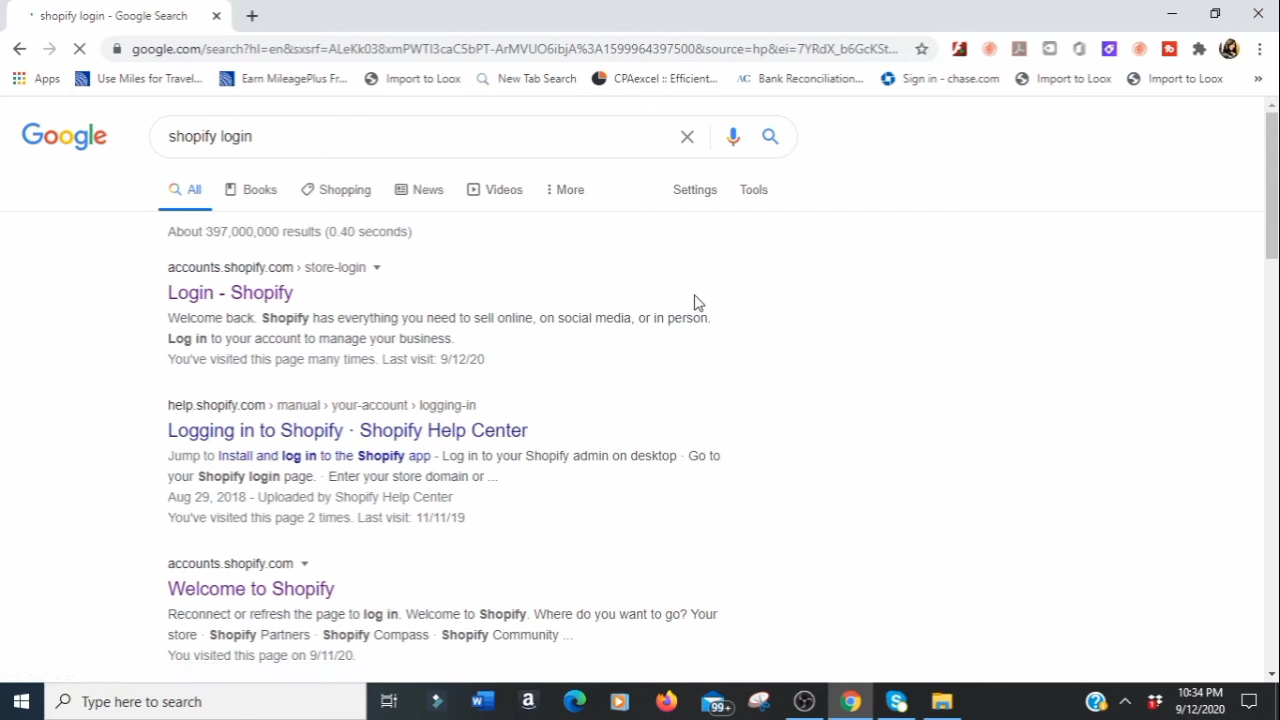 shopify login - Google Search
google.com/search?hl=en&sxsrf=ALeKk038xmPWTI3caC5bPT-ArMVUO6ibjA%3A1599964397500&source=hp&ei=7YRdX_b6GcKSt...
Apps Use Miles for Travel... Earn MileagePlus Fr... Import to Loox New Tab Search CPAexcel :: Efficient... AC Bank Reconciliation... Sign in - chase.com Import to Loox Import to Loox »
Google shopify login
All Books Shopping News Videos More Settings Tools
About 397,000,000 results (0.40 seconds)
accounts.shopify.com › store-login
Login - Shopify
Welcome back. Shopify has everything you need to sell online, on social media, or in person.
Log in to your account to manage your business.
You've visited this page many times. Last visit: 9/12/20
help.shopify.com › manual › your-account › logging-in
Logging in to Shopify · Shopify Help Center
Jump to Install and log in to the Shopify app - Log in to your Shopify admin on desktop · Go to
your Shopify login page. · Enter your store domain or ...
Aug 29, 2018 - Uploaded by Shopify Help Center
You've visited this page 2 times. Last visit: 11/11/19
accounts.shopify.com
Welcome to Shopify
Reconnect or refresh the page to log in. Welcome to Shopify. Where do you want to go? Your
store · Shopify Partners · Shopify Compass · Shopify Community ...
You visited this page on 9/11/20.
Type here to search 99+ 10:34 PM
9/12/2020